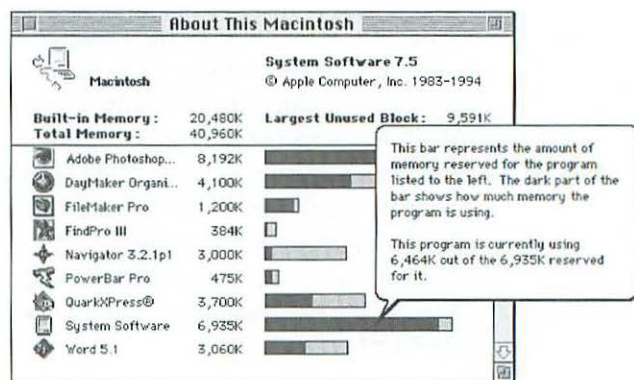 About This Macintosh
System Software 7.5
Macintosh
© Apple Computer, Inc. 1983-1994
Built-in Memory: 20,480K Largest Unused Block: 9,591K
Total Memory: 40,960K
Adobe Photoshop... 8,192K
DayMaker Organi... 4,100K
FileMaker Pro 1,200K
FindPro III 384K
Navigator 3.2.1p1 3,000K
PowerBar Pro 475K
QuarkXPress® 3,700K
System Software 6,935K
Word 5.1 3,060K
This bar represents the amount of
memory reserved for the program
listed to the left. The dark part of the
bar shows how much memory the
program is using.
This program is currently using
6,464K out of the 6,935K reserved
for it.